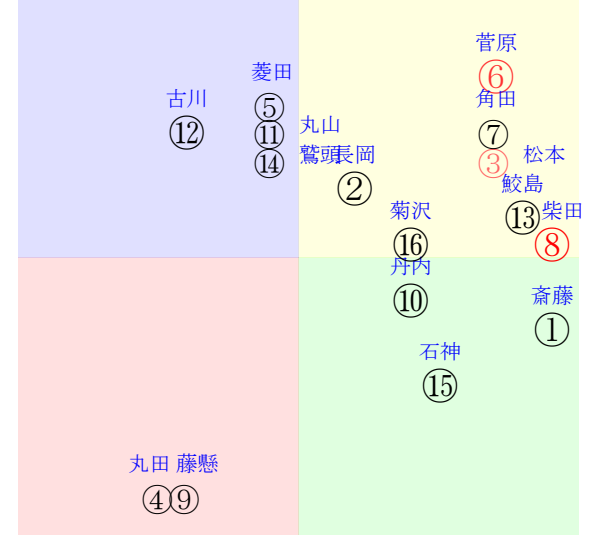 菅原
⑥
菱田
⑤
古川
⑫
角田
⑦
丸山
⑪
鷲頭
⑭
長岡
②
松本
③
鮫島
⑬
柴田
⑧
菊沢
⑯
丹内
⑩
斎藤
①
石神
⑮
丸田 藤懸
④⑨